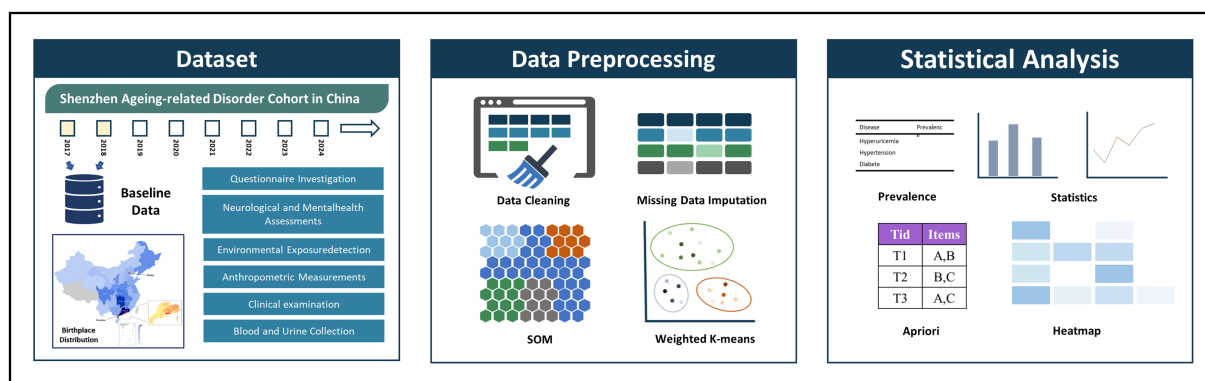 Dataset
Shenzhen Ageing-related Disorder Cohort in China
2017
2018
2019
2020
2021
2022
2023
2024
Baseline
Data
Questionnaire Investigation
Neurological and Mentalhealth
Assessments
Environmental Exposuredetection
Anthropometric Measurements
Clinical examination
Blood and Urine Collection
Birthplace
Distribution
Data Preprocessing
Data Cleaning
Missing Data Imputation
SOM
Weighted K-means
Statistical Analysis
Disease Prevalenc
e
Hyperuricemia
Hypertension
Diabete
Prevalence
Statistics
Tid Items
T1 A,B
T2 B,C
T3 A,C
Apriori
Heatmap